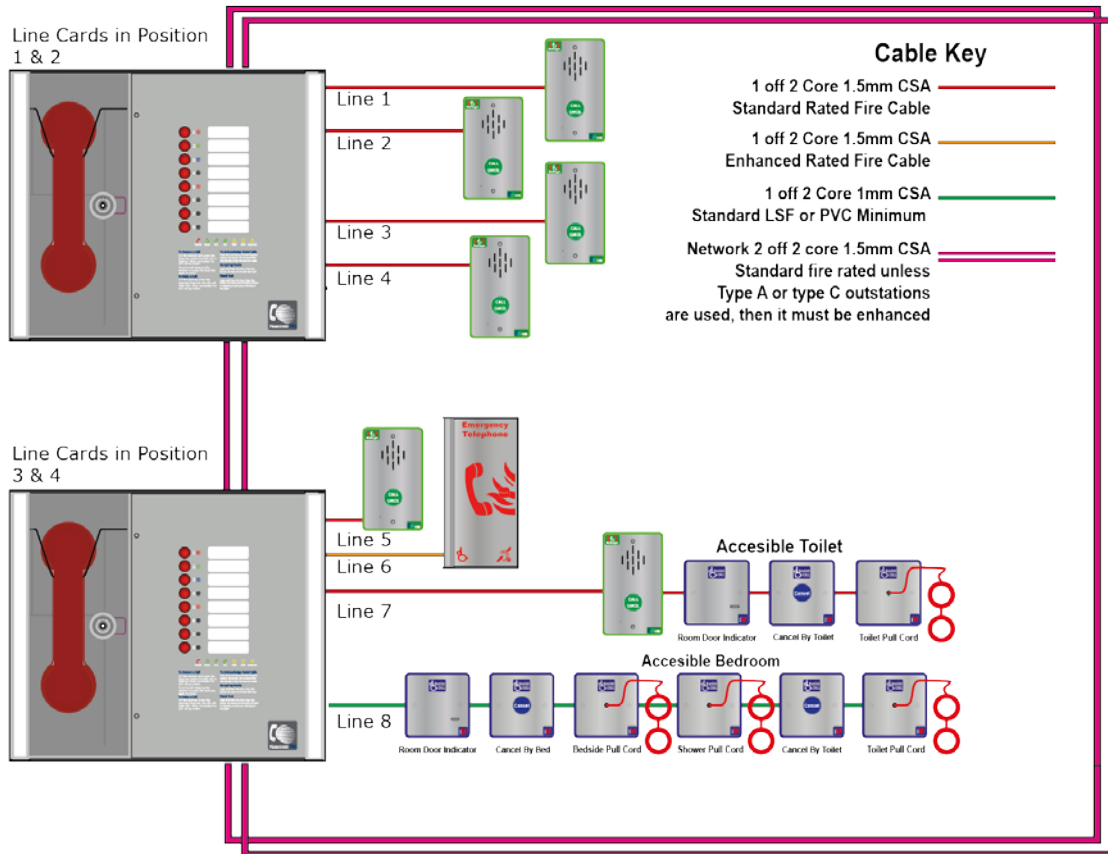 Line Cards in Position
1 & 2
Line 1
Line 2
Line 3
Line 4
Cable Key
1 off 2 Core 1.5mm CSA
Standard Rated Fire Cable
1 off 2 Core 1.5mm CSA
Enhanced Rated Fire Cable
1 off 2 Core 1mm CSA
Standard LSF or PVC Minimum
Network 2 off 2 core 1.5mm CSA
Standard fire rated unless
Type A or type C outstations
are used, then it must be enhanced
Line Cards in Position
3 & 4
Emergency
Telephone
Line 5
Line 6
Line 7
Accesible Toilet
Cancel
Room Door Indicator
Cancel By Toilet
Toilet Pull Cord
Accesible Bedroom
Line 8
Cancel
Cancel
Room Door Indicator
Cancel By Bed
Bedside Pull Cord
Shower Pull Cord
Cancel By Toilet
Toilet Pull Cord